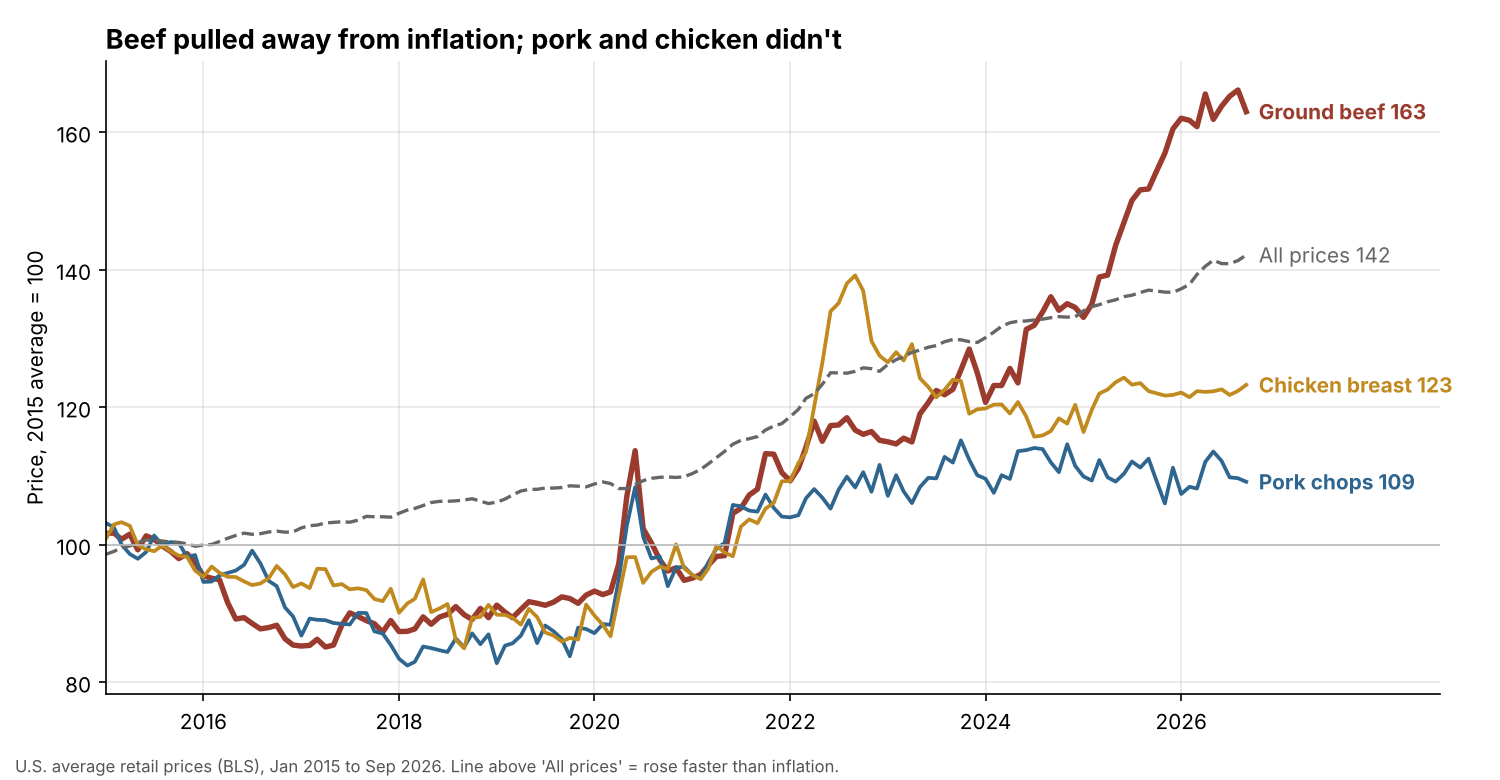 Beef pulled away from inflation; pork and chicken didn't
Price, 2015 average = 100
160
140
120
100
80
Ground beef 163
All prices 142
Chicken breast 123
Pork chops 109
2016 2018 2020 2022 2024 2026
U.S. average retail prices (BLS), Jan 2015 to Sep 2026. Line above 'All prices' = rose faster than inflation.